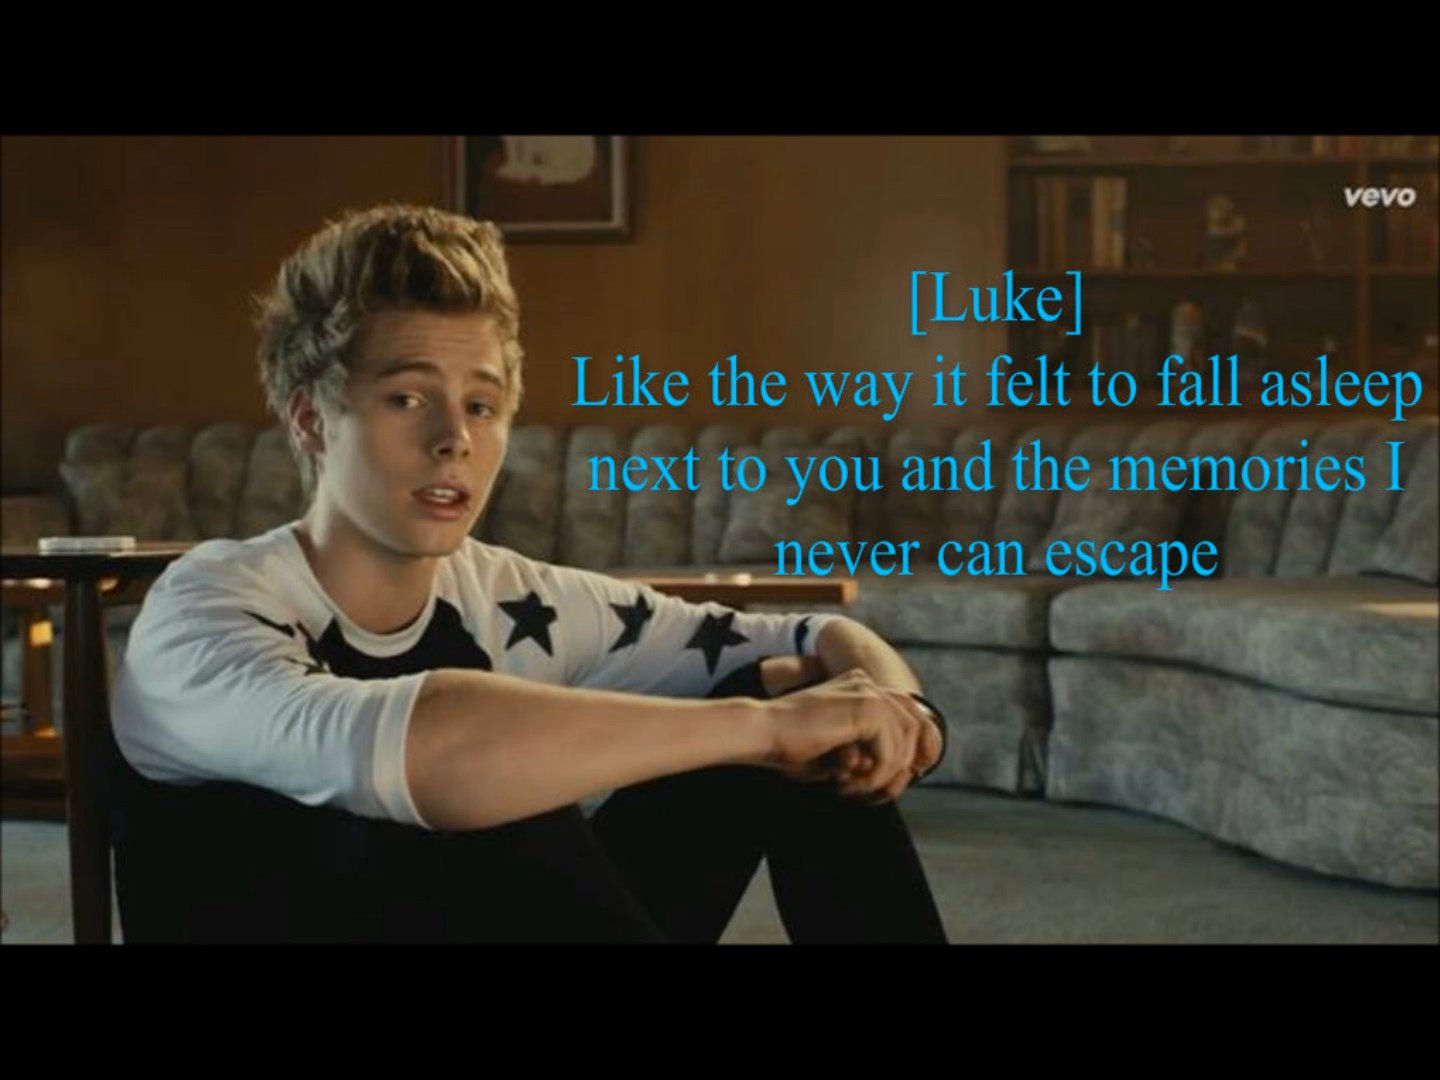 vevo
[Luke]
Like the way it felt to fall asleep
next to you and the memories I
never can escape